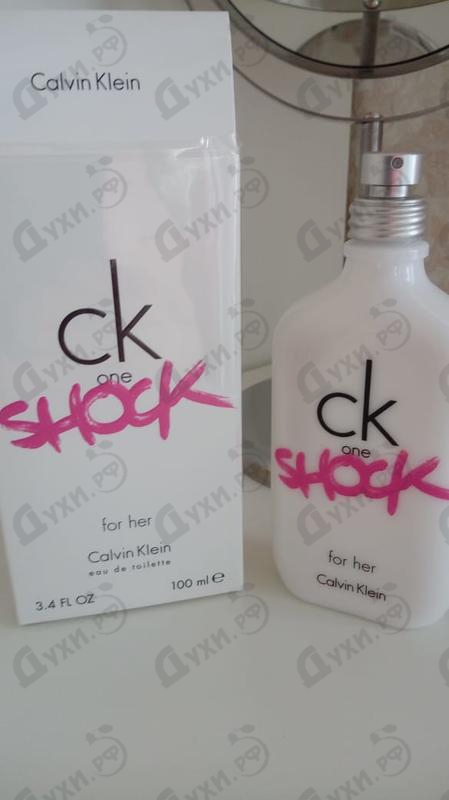 Calvin Klein
ck
one
SHOCK
for her
Calvin Klein
eau de toilette
3.4 FL OZ
100 ml e
ck
one
SHOCK
for her
Calvin Klein
Духи.РФ